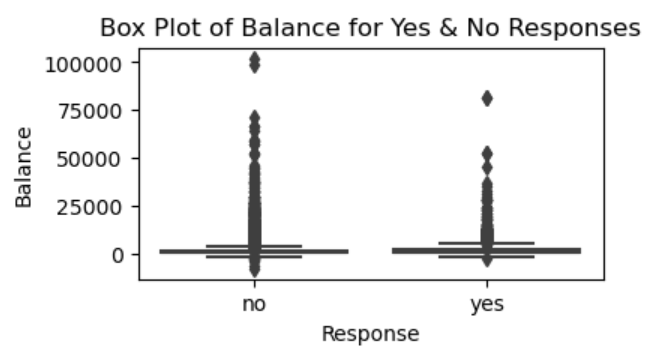 Box Plot of Balance for Yes & No Responses
100000
75000
50000
25000
0
Balance
no yes
Response